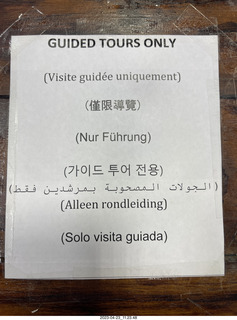 GUIDED TOURS ONLY
(Visite guidée uniquement)
(僅限導覽)
(Nur Führung)
(가이드 투어 전용)
(الجولات المصحوبة بمرشدين فقط)
(Alleen rondleiding)
(Solo visita guiada)
2023-04-23_11:23:48